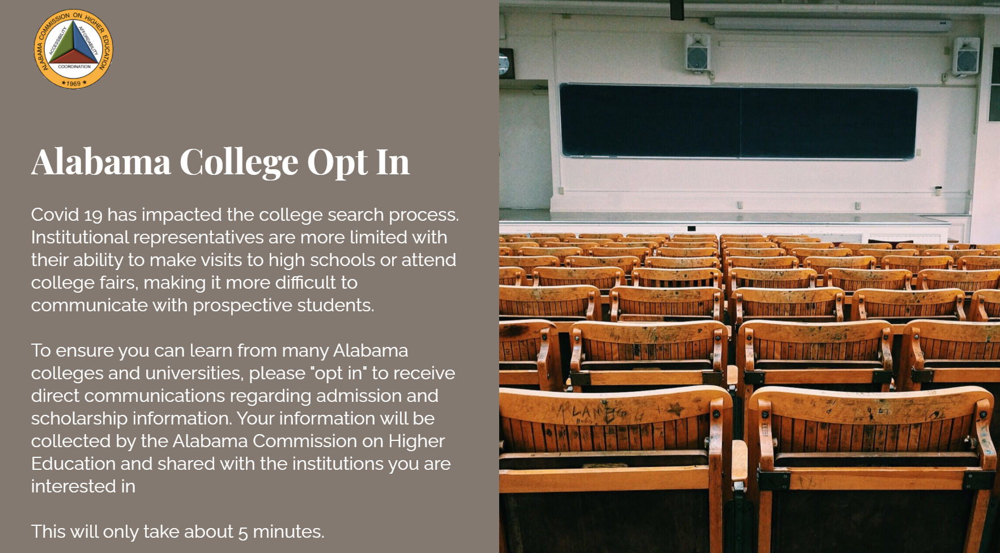 ALABAMA COMMISSION ON HIGHER EDUCATION
ACCESSIBILITY
AFFORDABILITY
COORDINATION
★1969★
Alabama College Opt In
Covid 19 has impacted the college search process.
Institutional representatives are more limited with
their ability to make visits to high schools or attend
college fairs, making it more difficult to
communicate with prospective students.
To ensure you can learn from many Alabama
colleges and universities, please "opt in" to receive
direct communications regarding admission and
scholarship information. Your information will be
collected by the Alabama Commission on Higher
Education and shared with the institutions you are
interested in
This will only take about 5 minutes.